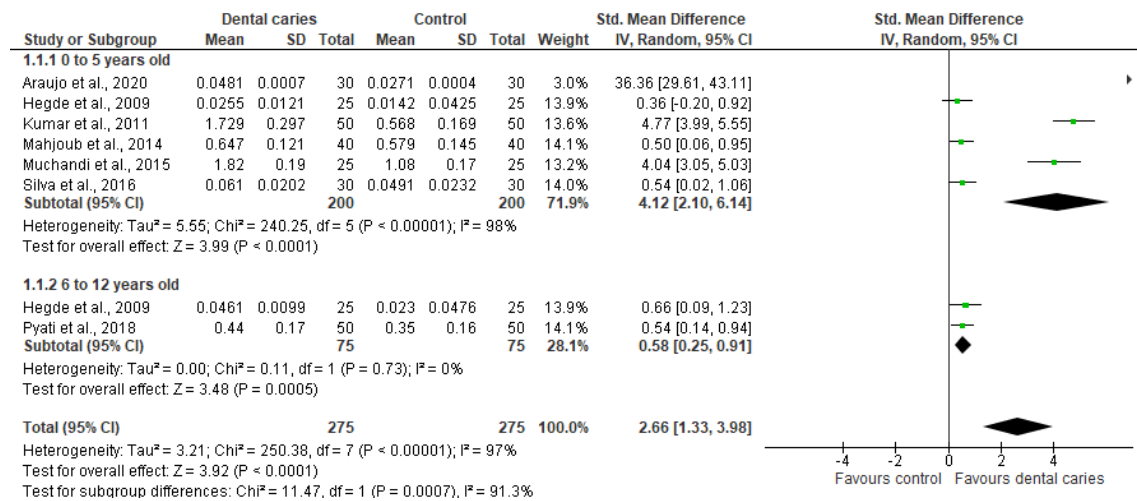 Dental caries Control Std. Mean Difference Std. Mean Difference
Study or Subgroup Mean SD Total Mean SD Total Weight IV, Random, 95% CI IV, Random, 95% CI
1.1.1 0 to 5 years old
Araujo et al., 2020 0.0481 0.0007 30 0.0271 0.0004 30 3.0% 36.36 [29.61, 43.11]
Hegde et al., 2009 0.0255 0.0121 25 0.0142 0.0425 25 13.9% 0.36 [-0.20, 0.92]
Kumar et al., 2011 1.729 0.297 50 0.568 0.169 50 13.6% 4.77 [3.99, 5.55]
Mahjoub et al., 2014 0.647 0.121 40 0.579 0.145 40 14.1% 0.50 [0.06, 0.95]
Muchandi et al., 2015 1.82 0.19 25 1.08 0.17 25 13.2% 4.04 [3.05, 5.03]
Silva et al., 2016 0.061 0.0202 30 0.0491 0.0232 30 14.0% 0.54 [0.02, 1.06]
Subtotal (95% CI) 200 200 71.9% 4.12 [2.10, 6.14]
Heterogeneity: Tau² = 5.55; Chi² = 240.25, df = 5 (P < 0.00001); I² = 98%
Test for overall effect: Z = 3.99 (P < 0.0001)
1.1.2 6 to 12 years old
Hegde et al., 2009 0.0461 0.0099 25 0.023 0.0476 25 13.9% 0.66 [0.09, 1.23]
Pyati et al., 2018 0.44 0.17 50 0.35 0.16 50 14.1% 0.54 [0.14, 0.94]
Subtotal (95% CI) 75 75 28.1% 0.58 [0.25, 0.91]
Heterogeneity: Tau² = 0.00; Chi² = 0.11, df = 1 (P = 0.73); I² = 0%
Test for overall effect: Z = 3.48 (P = 0.0005)
Total (95% CI) 275 275 100.0% 2.66 [1.33, 3.98]
Heterogeneity: Tau² = 3.21; Chi² = 250.38, df = 7 (P < 0.00001); I² = 97%
Test for overall effect: Z = 3.92 (P < 0.0001)
Test for subgroup differences: Chi² = 11.47, df = 1 (P = 0.0007), I² = 91.3%
-4 -2 0 2 4
Favours control Favours dental caries